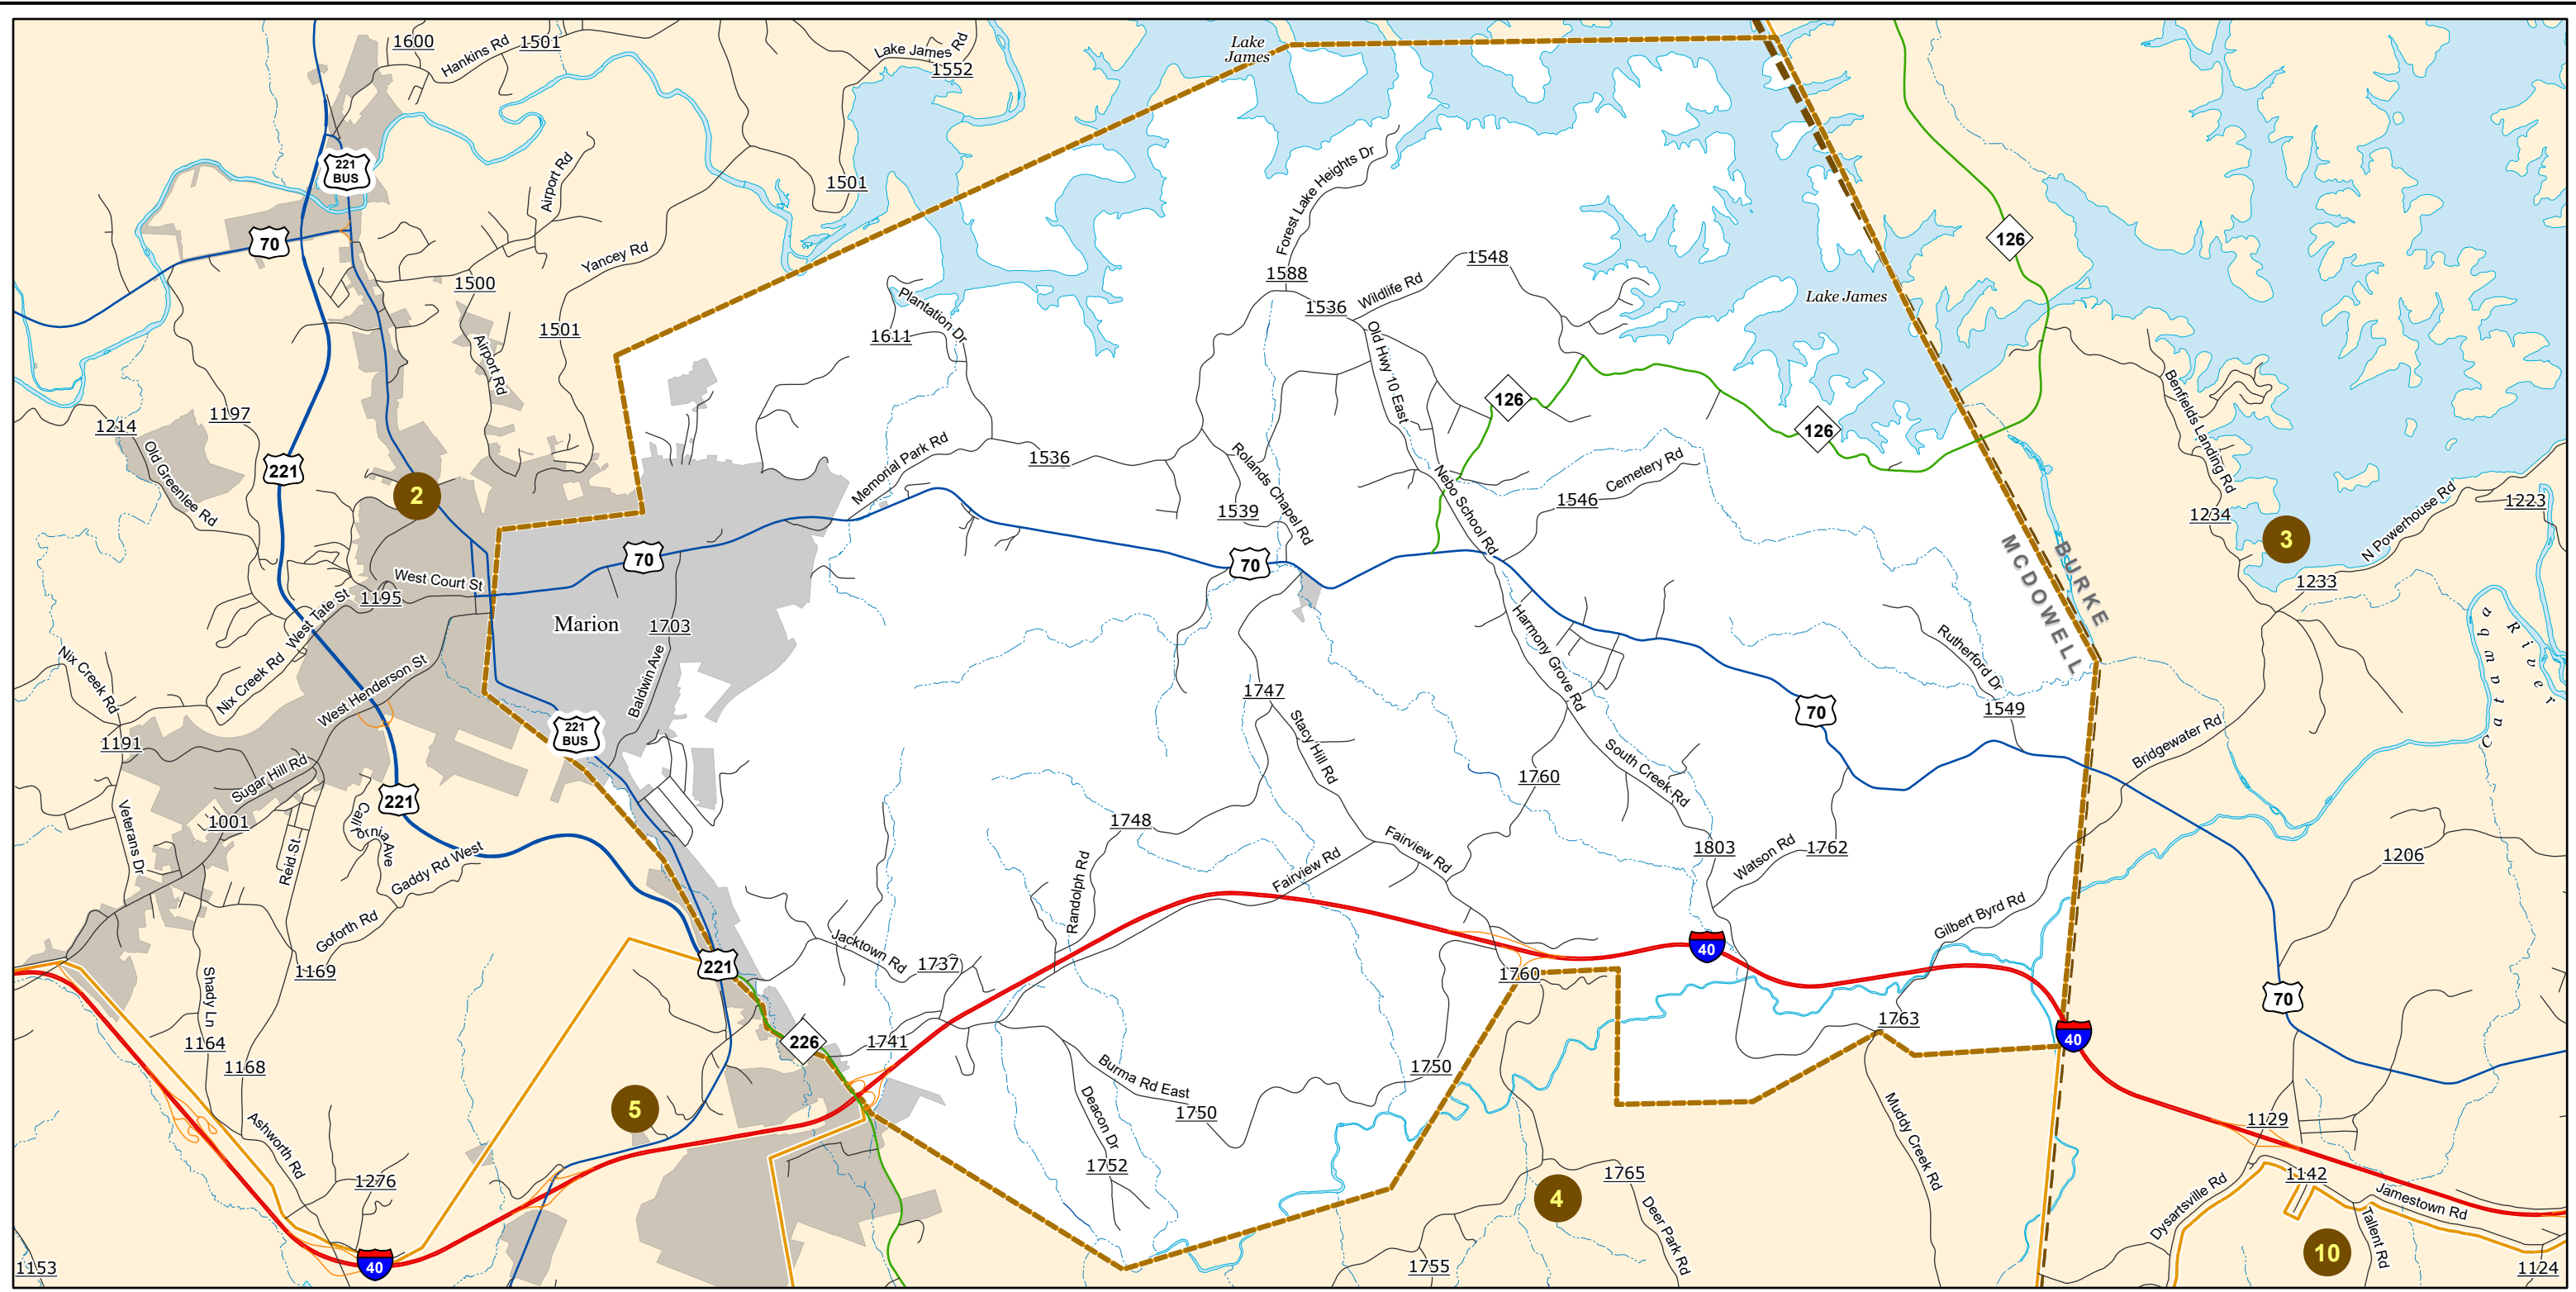 1600
Hankins Rd
1501
Lake James Rd
1552
Lake
James
221
BUS
Airport Rd
1501
Forest Lake Heights Dr
126
70
Yancey Rd
1500
1588
1548
Wildlife Rd
1536
Lake James
Plantation Dr
1501
1611
Airport Rd
Old Hwy 10 East
1197
1214
126
126
Benfields Landing Rd
Old Greenlee Rd
221
Memorial Park Rd
1536
Rolands Chapel Rd
Nebo School Rd
Cemetery Rd
1546
2
1539
1234
N Powerhouse Rd
1223
3
70
70
West Court St
1195
West Tate St
BURKE
MCDOWELL
1233
Marion
1703
Harmony Grove Rd
Rutherford Dr
Catawba River
Nix Creek Rd
Nix Creek Rd
West Henderson St
Baldwin Ave
1747
1549
70
1191
221
BUS
Stacy Hill Rd
South Creek Rd
Bridgewater Rd
Sugar Hill Rd
1760
221
1001
Veterans Dr
California Ave
Reid St
1748
Fairview Rd
1803
Watson Rd
1762
1206
Gaddy Rd West
Randolph Rd
Fairview Rd
Goforth Rd
Gilbert Byrd Rd
Jacktown Rd
1737
40
221
1169
1760
Shady Ln
70
1763
1164
226
1741
40
1168
Burma Rd East
1750
Deacon Dr
1750
5
Muddy Creek Rd
1129
Ashworth Rd
1752
1765
1276
4
Deer Park Rd
1142
Jamestown Rd
Dysartsville Rd
Tallent Rd
10
40
1153
1755
1124